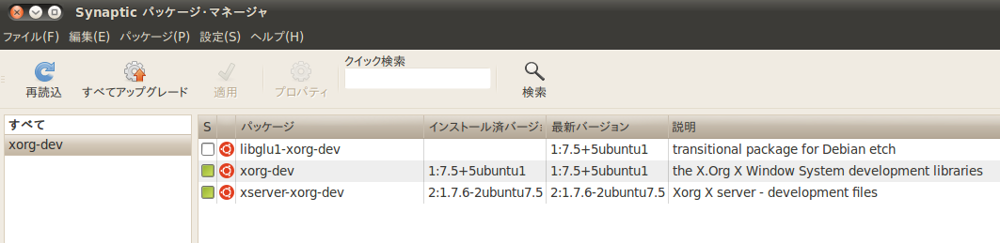 Synaptic パッケージ・マネージャ
ファイル(F) 編集(E) パッケージ(P) 設定(S) ヘルプ(H)
クイック検索
再読込 すべてアップグレード 適用 プロパティ 検索
すべて
xorg-dev
S パッケージ インストール済バージョ 最新バージョン 説明
libglu1-xorg-dev 1:7.5+5ubuntu1 transitional package for Debian etch
xorg-dev 1:7.5+5ubuntu1 1:7.5+5ubuntu1 the X.Org X Window System development libraries
xserver-xorg-dev 2:1.7.6-2ubuntu7.5 2:1.7.6-2ubuntu7.5 Xorg X server - development files